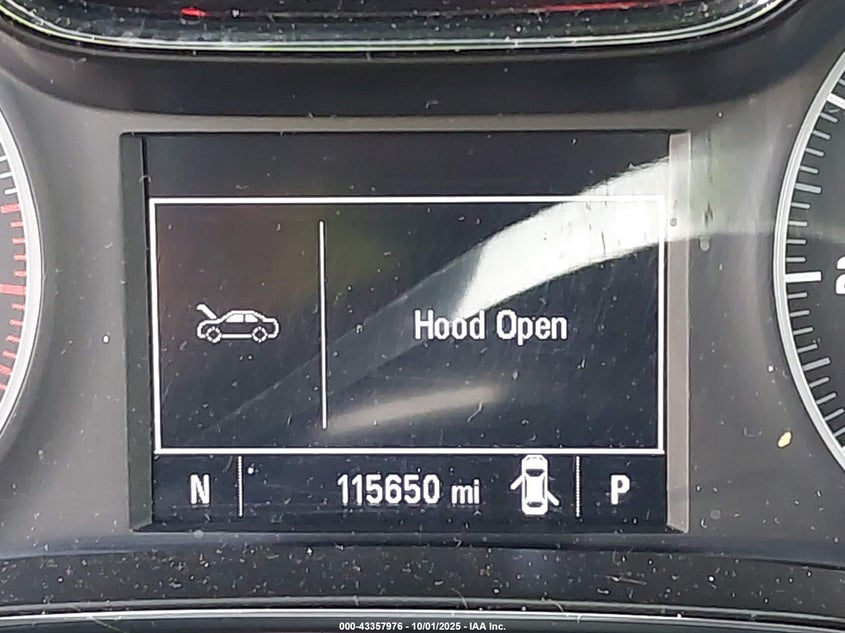 Hood Open
N 115650 mi P
000-43357976 - 10/01/2025 - IAA Inc.